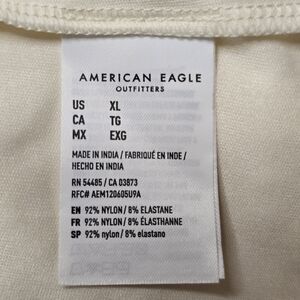 AMERICAN EAGLE
OUTFITTERS
US XL
CA TG
MX EXG
MADE IN INDIA / FABRIQUÉ EN INDE /
HECHO EN INDIA
RN 54485 / CA 03873
RFC# AEM120605U9A
EN 92% NYLON / 8% ELASTANE
FR 92% NYLON / 8% ÉLASTHANNE
SP 92% nylon / 8% elastano